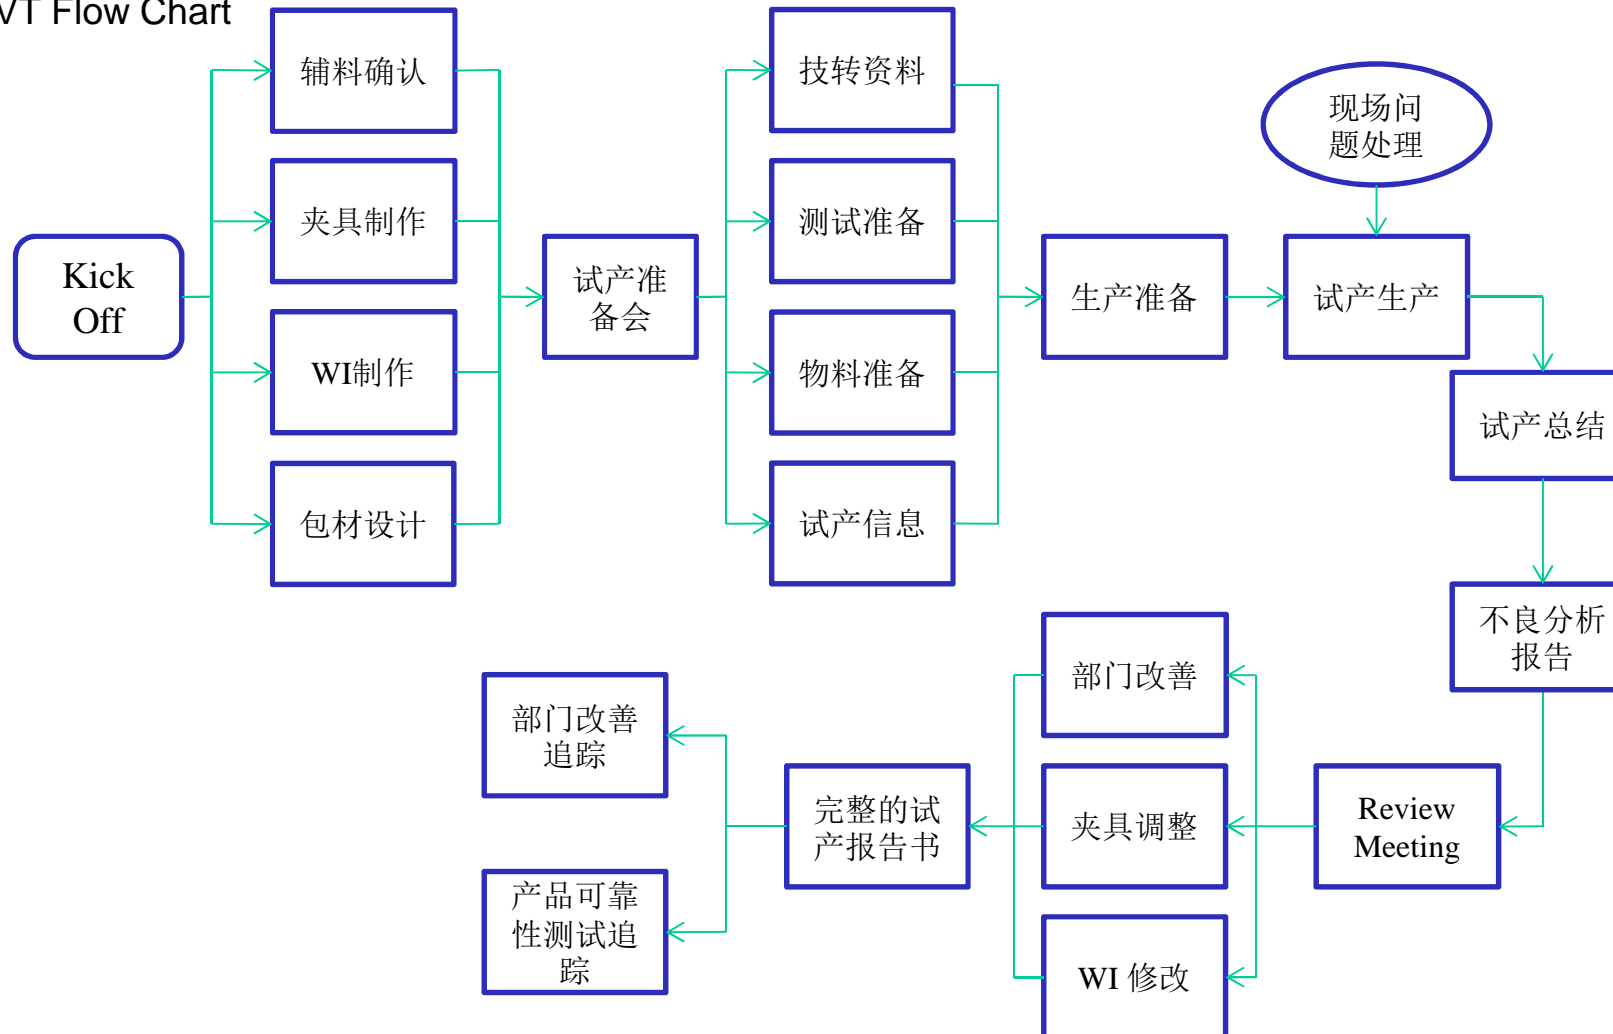 VT Flow Chart
辅料确认
夹具制作
WI制作
包材设计
Kick
Off
试产准
备会
技转资料
测试准备
物料准备
试产信息
生产准备
现场问
题处理
试产生产
试产总结
不良分析
报告
Review
Meeting
部门改善
夹具调整
WI 修改
完整的试
产报告书
部门改善
追踪
产品可靠
性测试追
踪